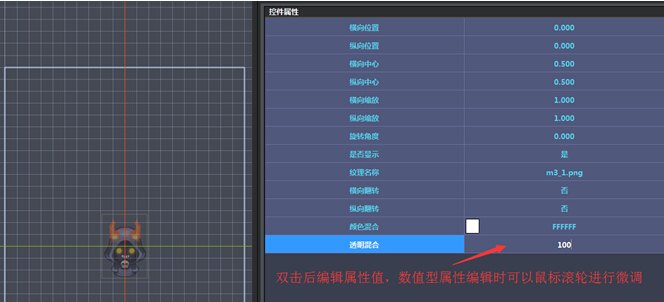 控件属性
横向位置 0.000
纵向位置 0.000
横向中心 0.500
纵向中心 0.500
横向缩放 1.000
纵向缩放 1.000
旋转角度 0.000
是否显示 是
纹理名称 m3_1.png
横向翻转 否
纵向翻转 否
颜色混合 FFFFFF
透明混合 100
双击后编辑属性值，数值型属性编辑时可以鼠标滚轮进行微调